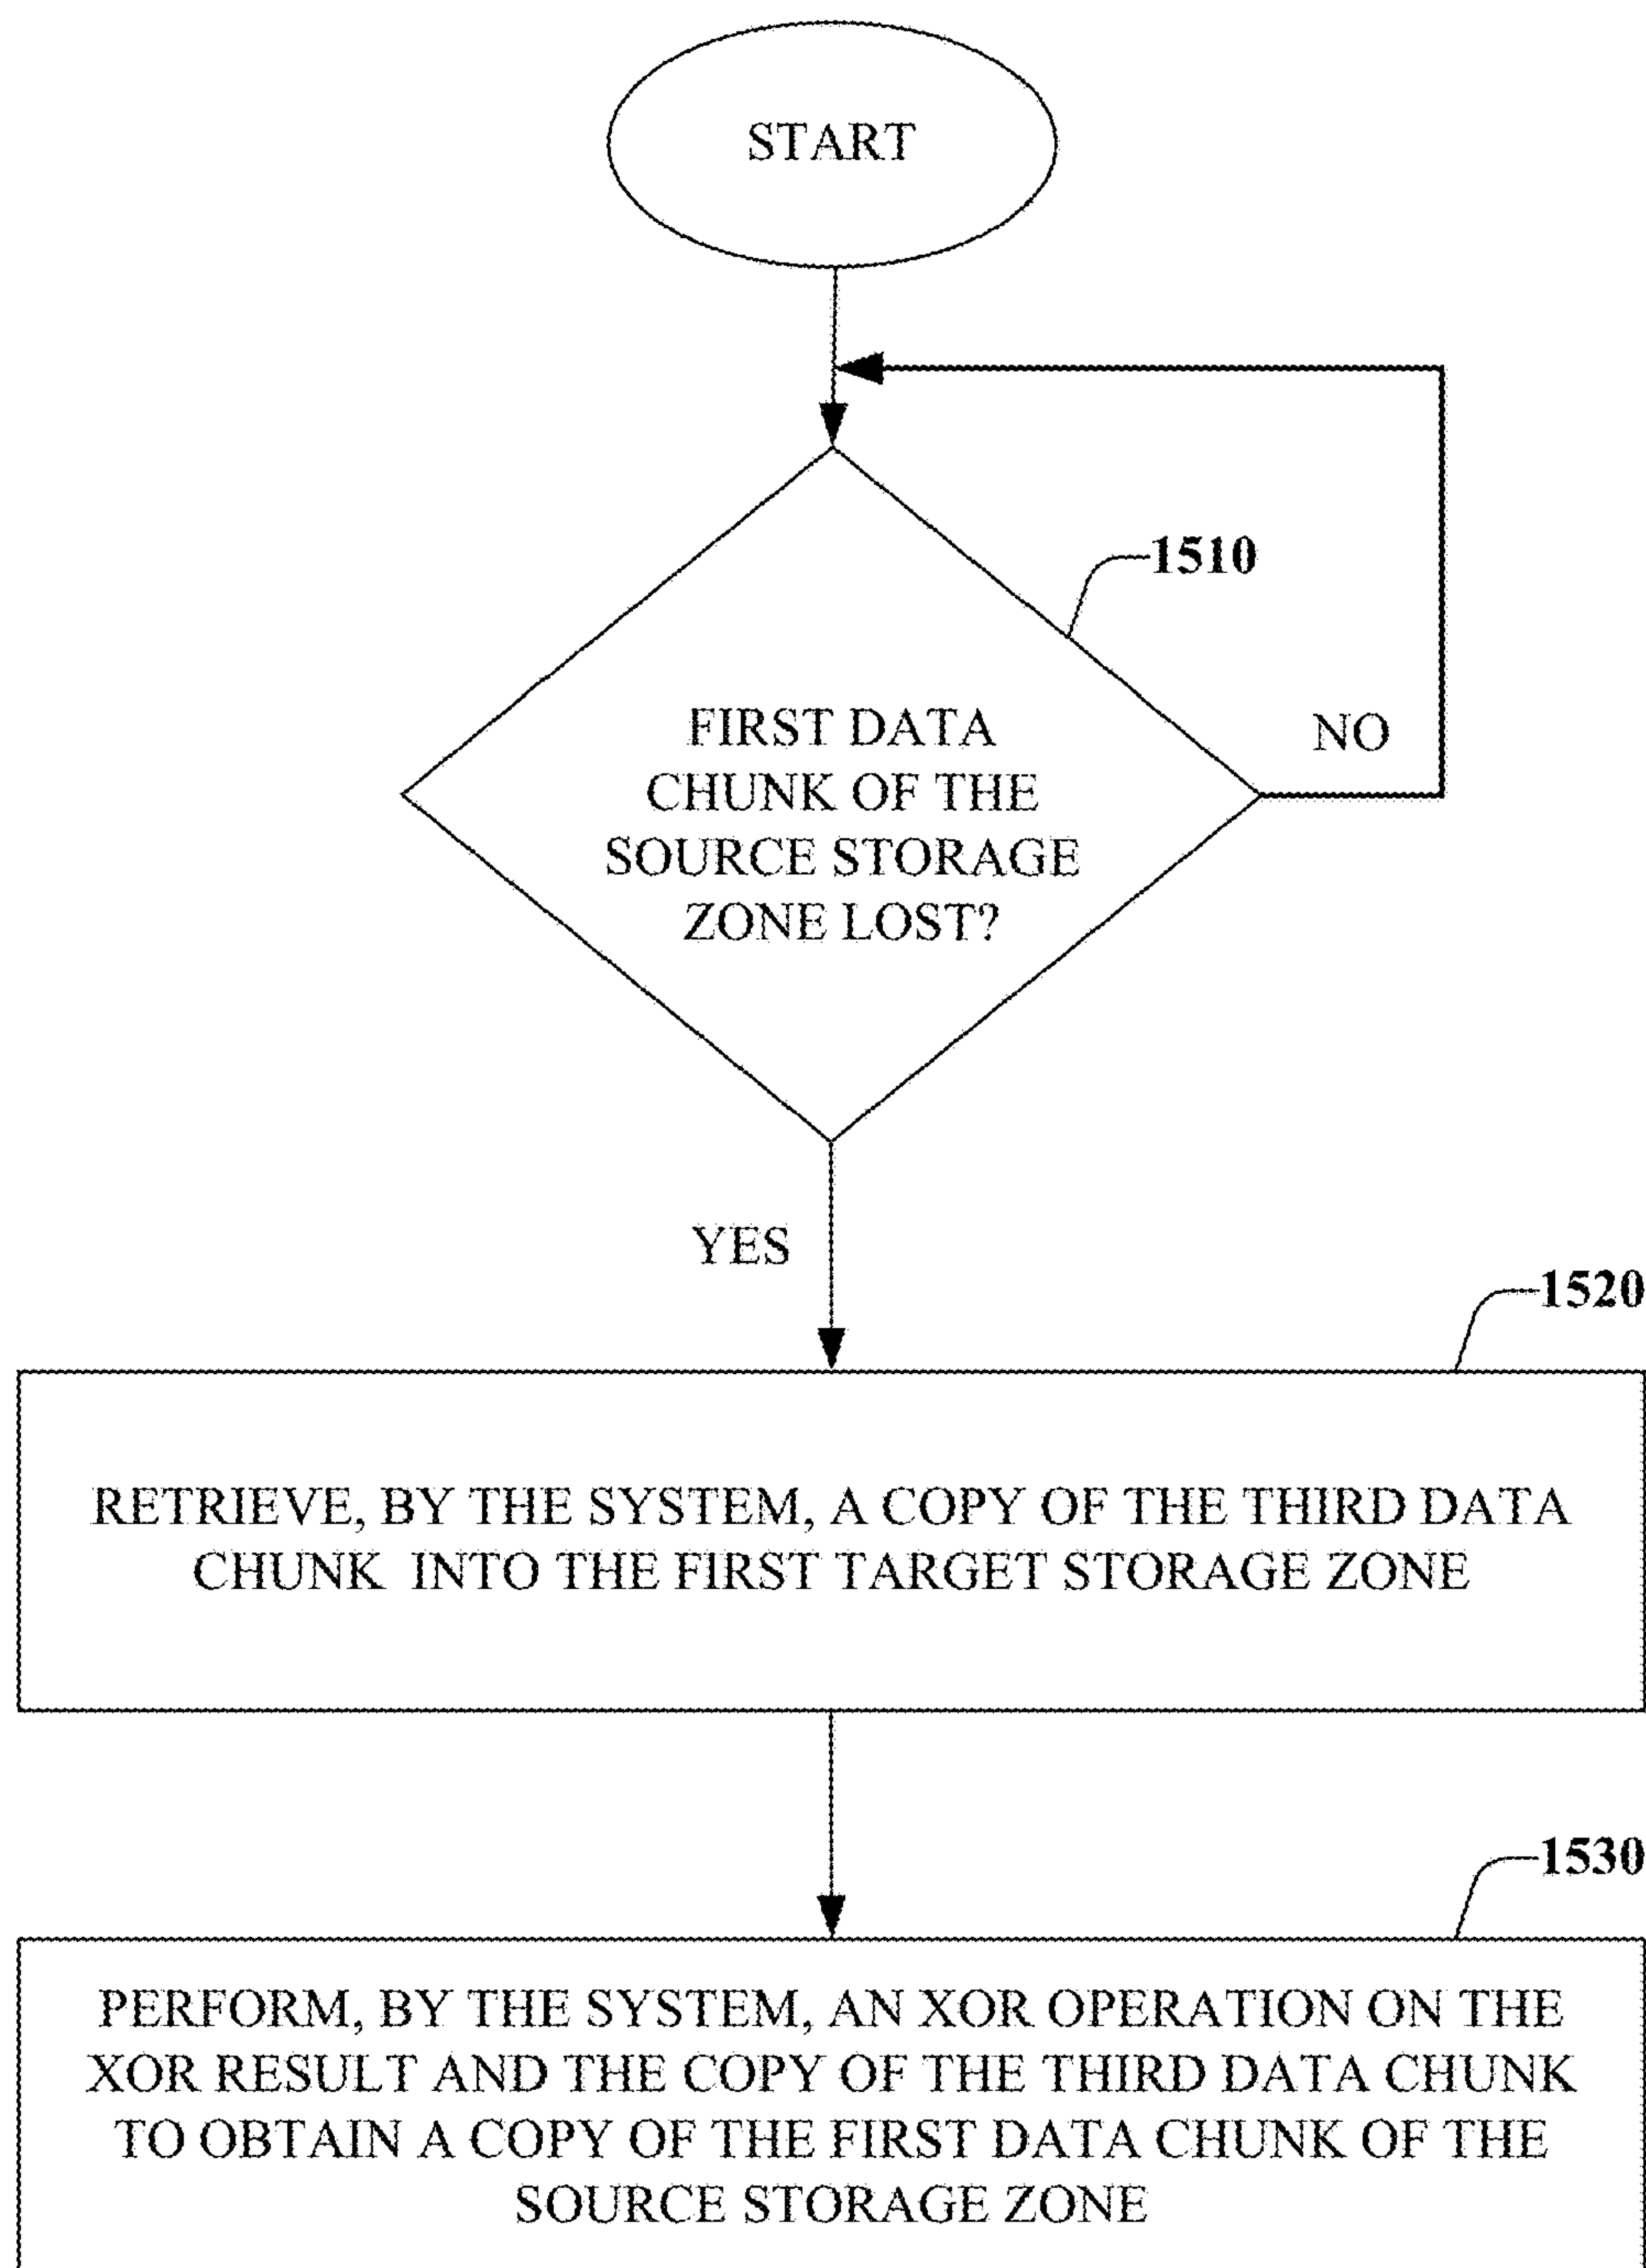 START
1510
FIRST DATA
CHUNK OF THE
SOURCE STORAGE
ZONE LOST?
NO
YES
1520
RETRIEVE, BY THE SYSTEM, A COPY OF THE THIRD DATA
CHUNK INTO THE FIRST TARGET STORAGE ZONE
1530
PERFORM, BY THE SYSTEM, AN XOR OPERATION ON THE
XOR RESULT AND THE COPY OF THE THIRD DATA CHUNK
TO OBTAIN A COPY OF THE FIRST DATA CHUNK OF THE
SOURCE STORAGE ZONE